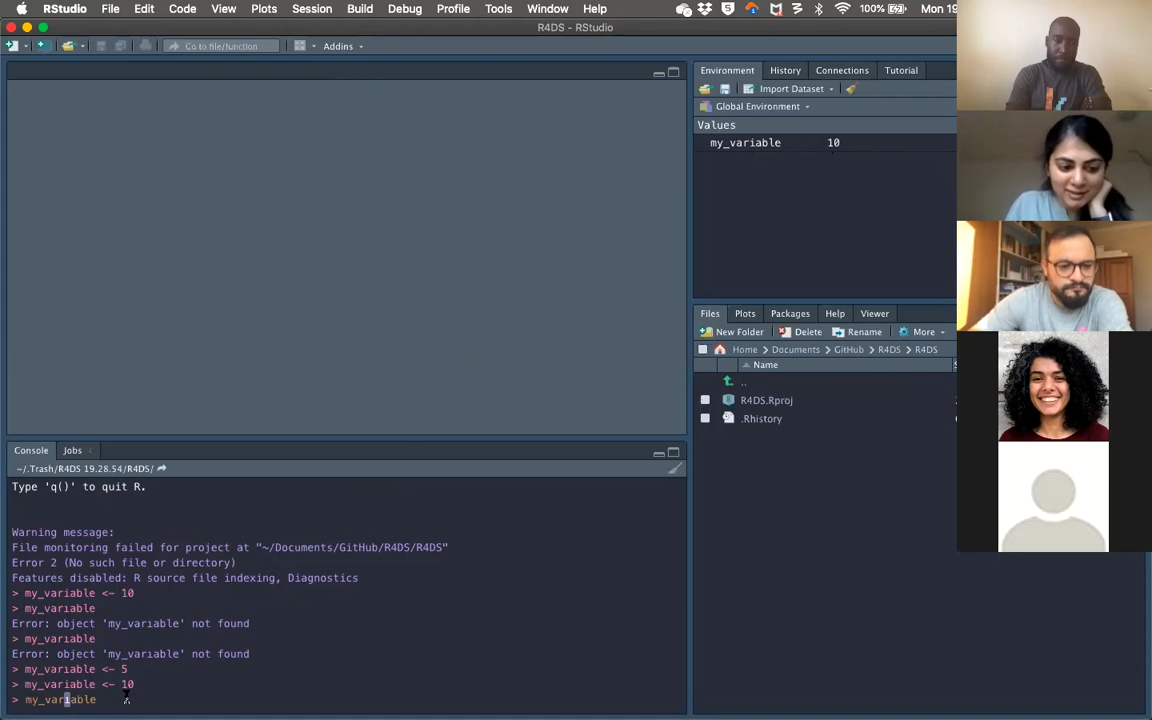 RStudio File Edit Code View Plots Session Build Debug Profile Tools Window Help 100% Mon 19
R4DS - RStudio
Go to file/function Addins
Environment History Connections Tutorial
Import Dataset
Global Environment
Values
my_variable 10
Files Plots Packages Help Viewer
New Folder Delete Rename More
Home Documents GitHub R4DS R4DS
Name
..
R4DS.Rproj
.Rhistory
Console Jobs
~/.Trash/R4DS 19.28.54/R4DS/
Type 'q()' to quit R.
Warning message:
File monitoring failed for project at "~/Documents/GitHub/R4DS/R4DS"
Error 2 (No such file or directory)
Features disabled: R source file indexing, Diagnostics
> my_variable <- 10
> my_variable
Error: object 'my_variable' not found
> my_variable
Error: object 'my_variable' not found
> my_variable <- 5
> my_variable <- 10
> my_variable